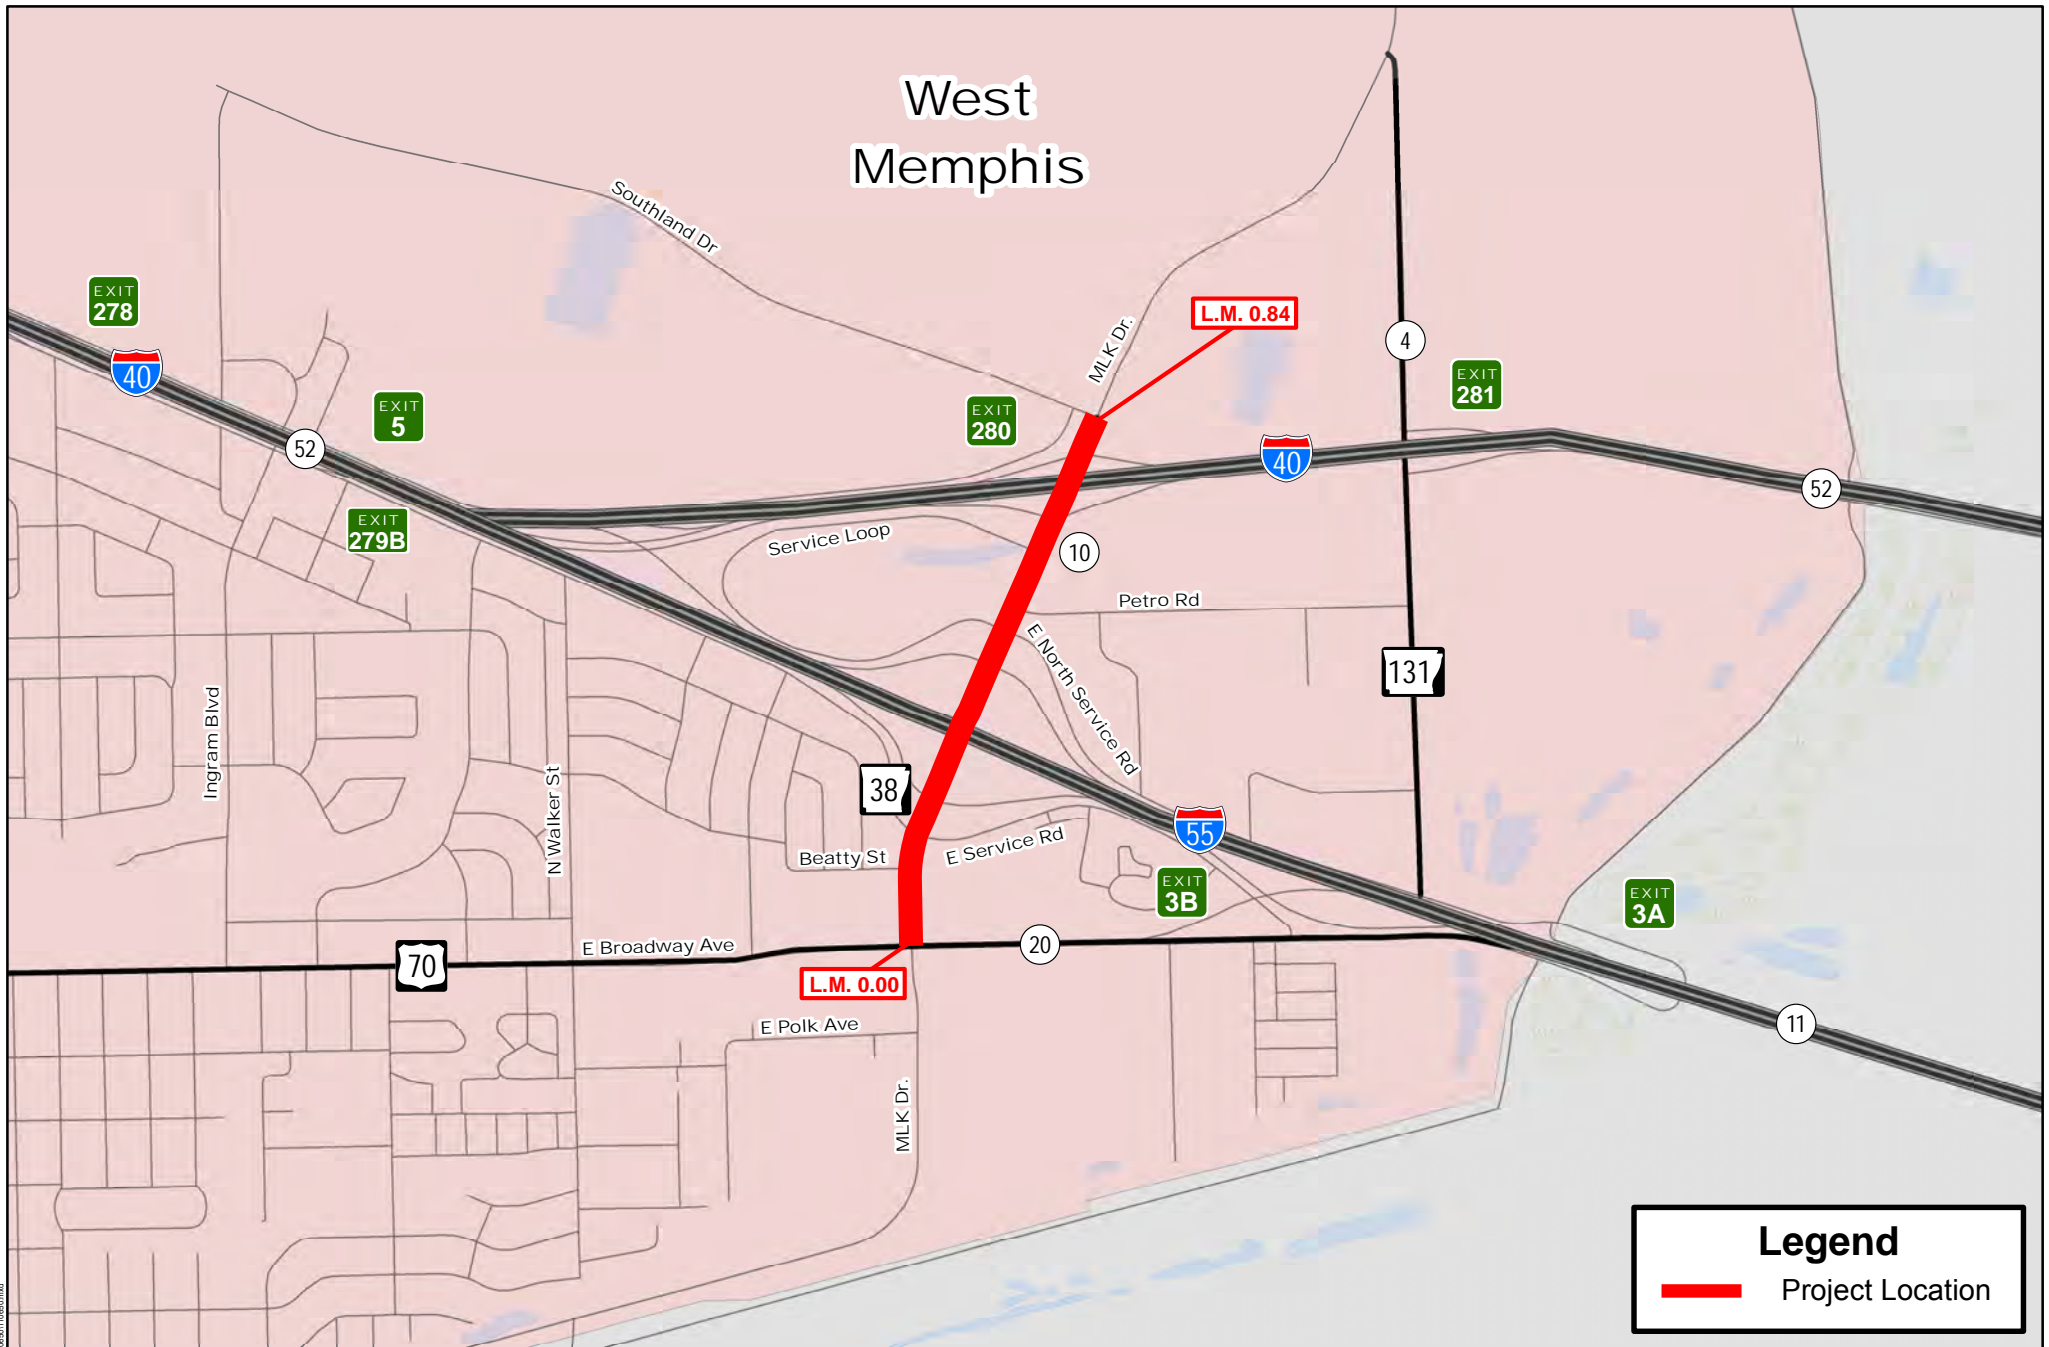 West
Memphis
Southland Dr
EXIT
278
40
L.M. 0.84
MLK Dr.
4
EXIT
281
EXIT
5
EXIT
280
52
40
52
EXIT
279B
Service Loop
10
Petro Rd
E North Service Rd
131
Ingram Blvd
N Walker St
38
55
Beatty St
E Service Rd
EXIT
3B
EXIT
3A
E Broadway Ave
20
70
L.M. 0.00
E Polk Ave
11
MLK Dr.
Legend
Project Location